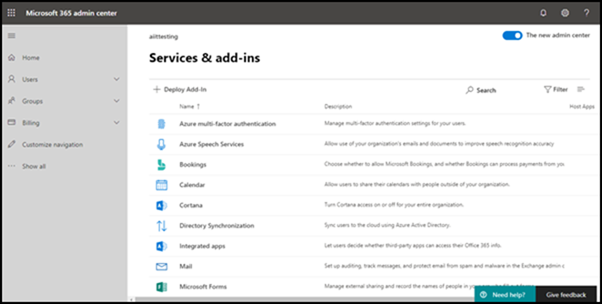 Microsoft 365 admin center
?
aiittesting
The new admin center
Home
Users
Groups
Billing
Customize navigation
Show all
Services & add-ins
+ Deploy Add-In
Search
Filter
Name ↑ Description Host Apps
Azure multi-factor authentication Manage multi-factor authentication settings for your users.
Azure Speech Services Allow use of your organization's emails and documents to improve speech recognition accuracy
Bookings Choose whether to allow Microsoft Bookings, and whether Bookings can process payments from you
Calendar Allow users to share their calendars with people outside of your organization.
Cortana Turn Cortana access on or off for your entire organization.
Directory Synchronization Sync users to the cloud using Azure Active Directory.
Integrated apps Let users decide whether third-party apps can access their Office 365 info.
Mail Set up auditing, track messages, and protect email from spam and malware in the Exchange admin c
Microsoft Forms Manage external sharing and record the names of people in
Need help?
Give feedback